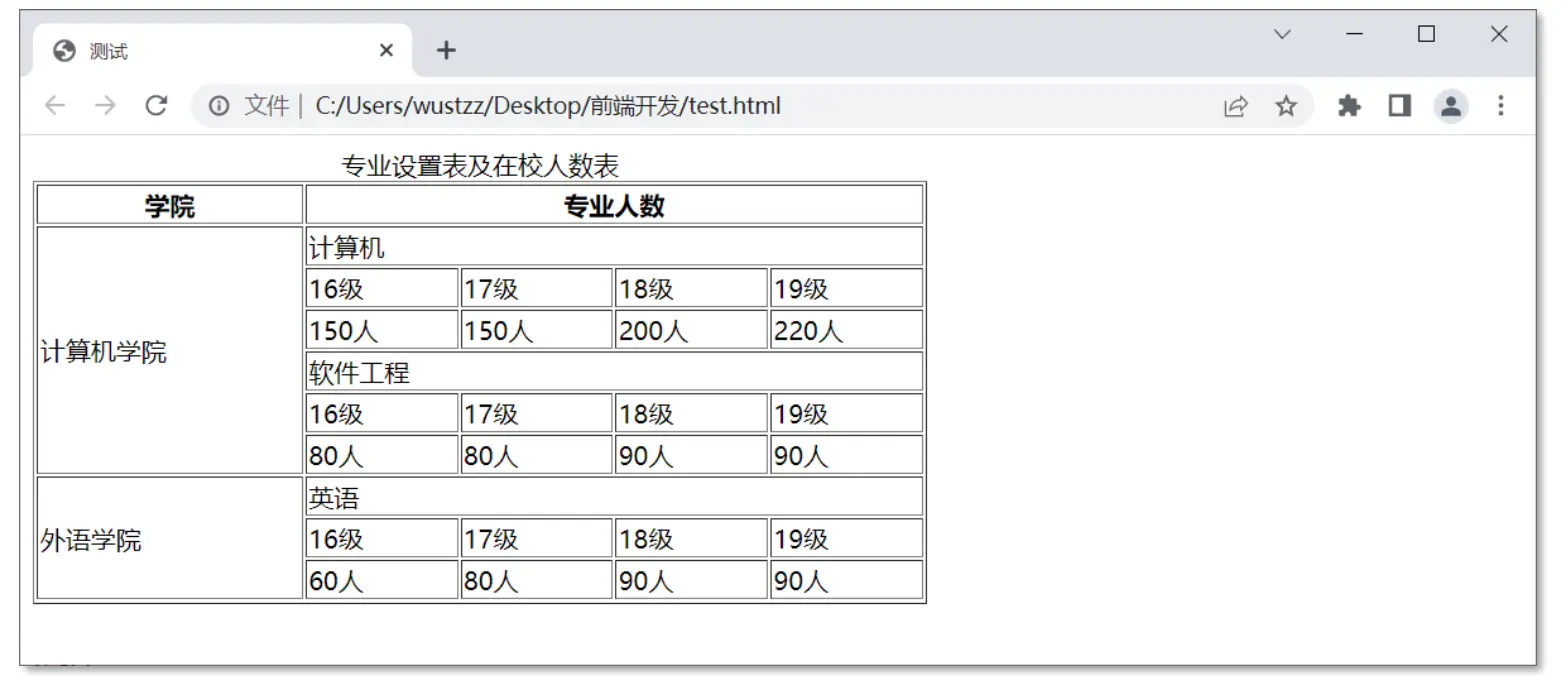 测试
文件 | C:/Users/wustzz/Desktop/前端开发/test.html
专业设置表及在校人数表
学院 专业人数
计算机
16级 17级 18级 19级
150人 150人 200人 220人
计算机学院
软件工程
16级 17级 18级 19级
80人 80人 90人 90人
英语
外语学院 16级 17级 18级 19级
60人 80人 90人 90人